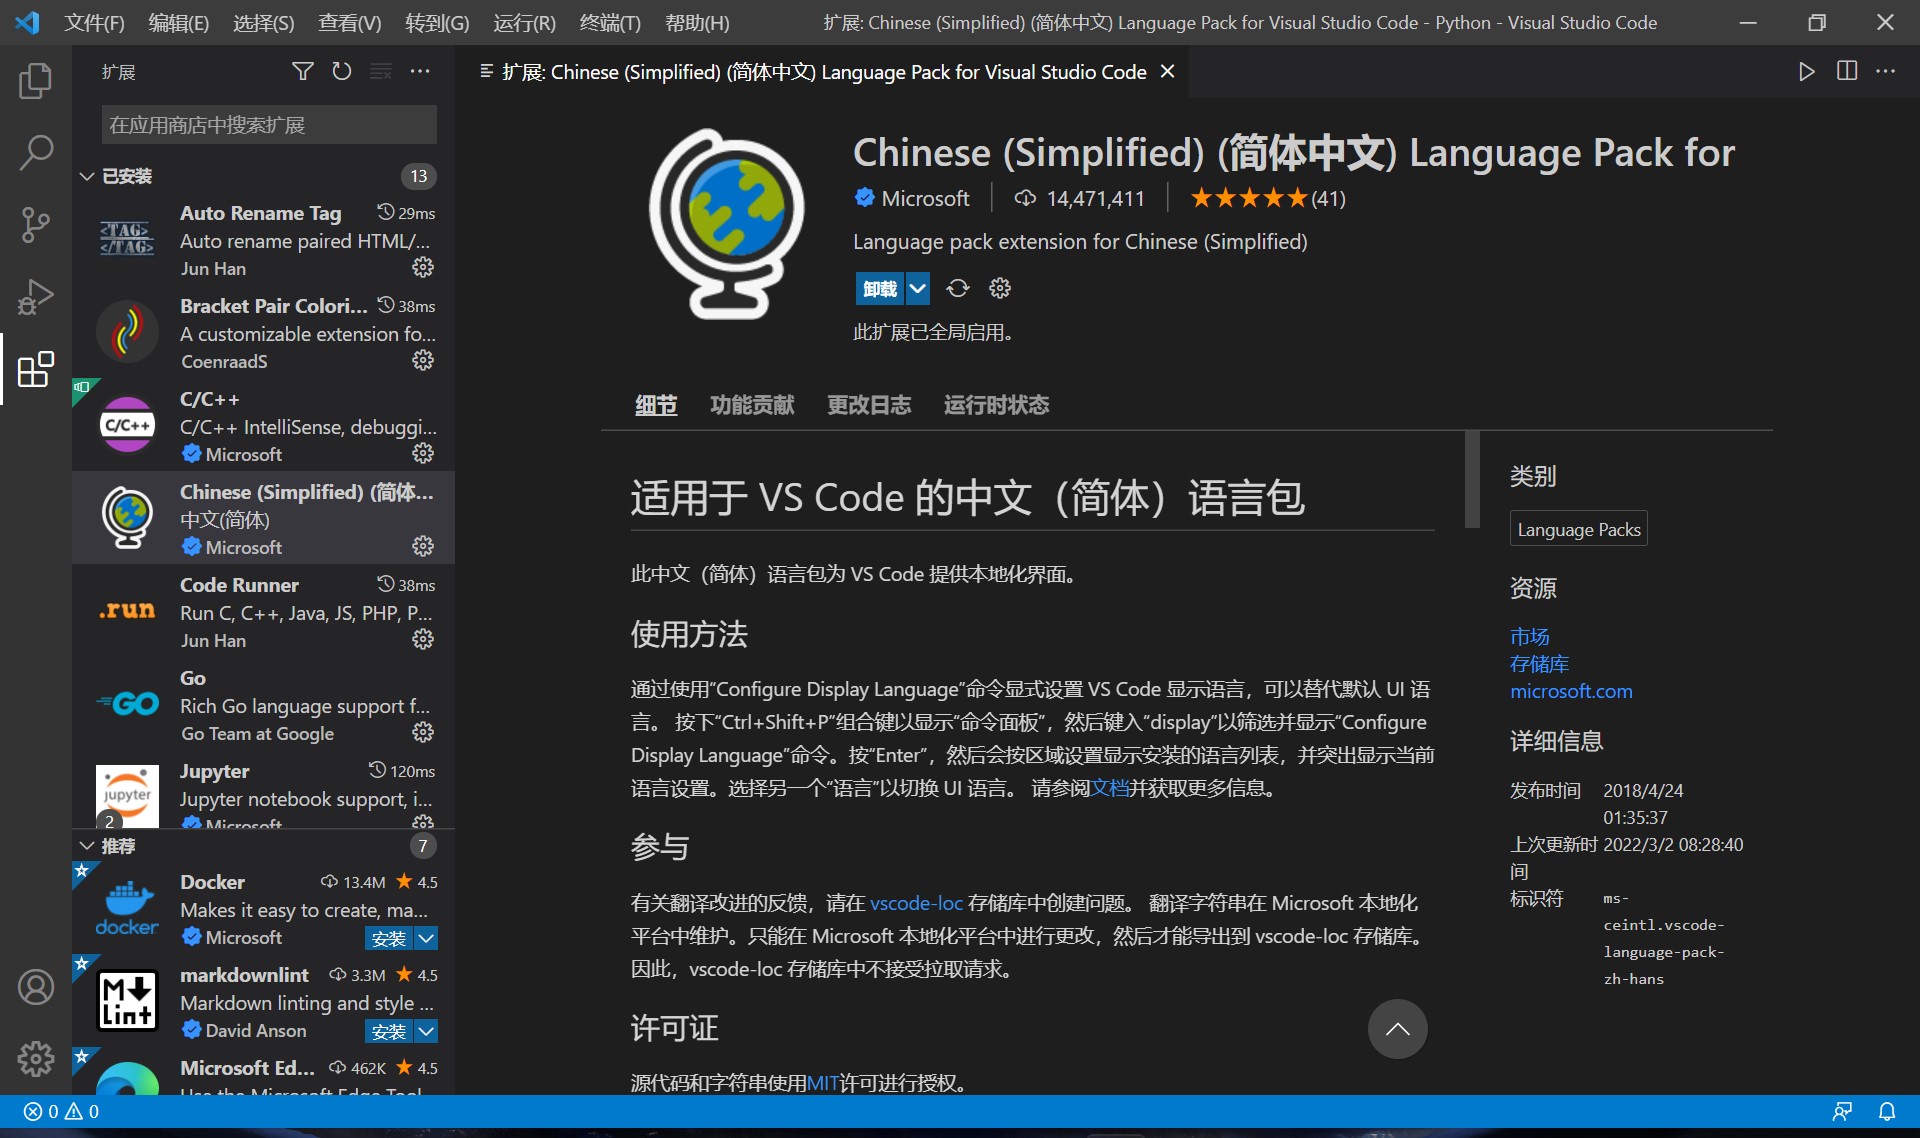 文件(F) 编辑(E) 选择(S) 查看(V) 转到(G) 运行(R) 终端(T) 帮助(H) 扩展: Chinese (Simplified) (简体中文) Language Pack for Visual Studio Code - Python - Visual Studio Code
扩展
扩展: Chinese (Simplified) (简体中文) Language Pack for Visual Studio Code
在应用商店中搜索扩展
已安装 13
<TAG>
</TAG>
Auto Rename Tag 29ms
Auto rename paired HTML/...
Jun Han
Bracket Pair Colori... 38ms
A customizable extension fo...
CoenraadS
C/C++
C/C++
C/C++ IntelliSense, debuggi...
Microsoft
Chinese (Simplified) (简体...
中文(简体)
Microsoft
.run
Code Runner 38ms
Run C, C++, Java, JS, PHP, P...
Jun Han
GO
Go
Rich Go language support f...
Go Team at Google
jupyter
2
Jupyter 120ms
Jupyter notebook support, i...
Microsoft
推荐 7
docker
Docker 13.4M 4.5
Makes it easy to create, ma...
Microsoft 安装
M
Lint
markdownlint 3.3M 4.5
Markdown linting and style ...
David Anson 安装
Microsoft Ed... 462K 4.5
Use the Microsoft Edge Tool
Chinese (Simplified) (简体中文) Language Pack for
Microsoft 14,471,411 (41)
Language pack extension for Chinese (Simplified)
卸载
此扩展已全局启用。
细节 功能贡献 更改日志 运行时状态
适用于 VS Code 的中文（简体）语言包
此中文（简体）语言包为 VS Code 提供本地化界面。
使用方法
通过使用“Configure Display Language”命令显式设置 VS Code 显示语言，可以替代默认 UI 语
言。 按下“Ctrl+Shift+P”组合键以显示“命令面板”，然后键入“display”以筛选并显示“Configure
Display Language”命令。按“Enter”，然后会按区域设置显示安装的语言列表，并突出显示当前
语言设置。选择另一个“语言”以切换 UI 语言。 请参阅文档并获取更多信息。
参与
有关翻译改进的反馈，请在 vscode-loc 存储库中创建问题。 翻译字符串在 Microsoft 本地化
平台中维护。只能在 Microsoft 本地化平台中进行更改，然后才能导出到 vscode-loc 存储库。
因此，vscode-loc 存储库中不接受拉取请求。
许可证
源代码和字符串使用MIT许可进行授权。
类别
Language Packs
资源
市场
存储库
microsoft.com
详细信息
发布时间 2018/4/24
01:35:37
上次更新时 2022/3/2 08:28:40
间
标识符 ms-
ceintl.vscode-
language-pack-
zh-hans
0 0